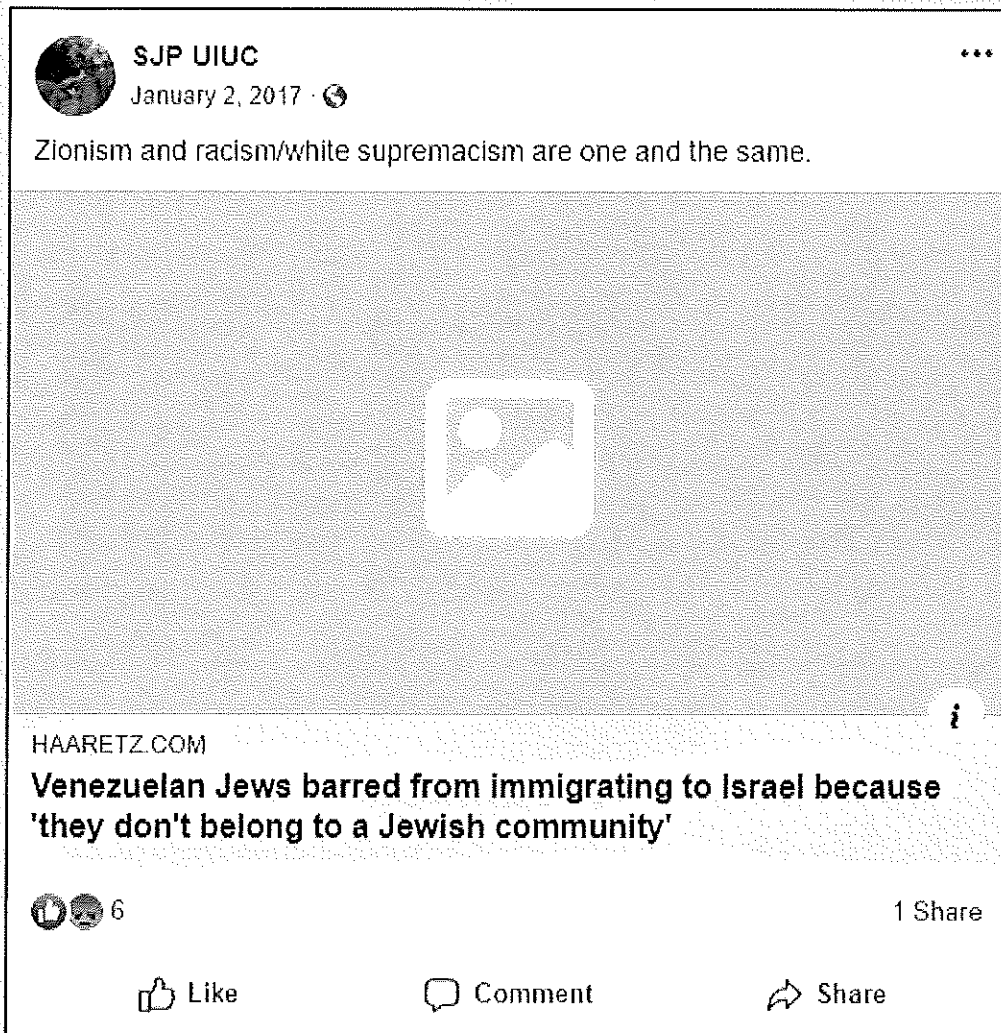 SJP UIUC
January 2, 2017 ·
Zionism and racism/white supremacism are one and the same.
i
HAARETZ.COM
Venezuelan Jews barred from immigrating to Israel because
'they don't belong to a Jewish community'
6 1 Share
Like Comment Share